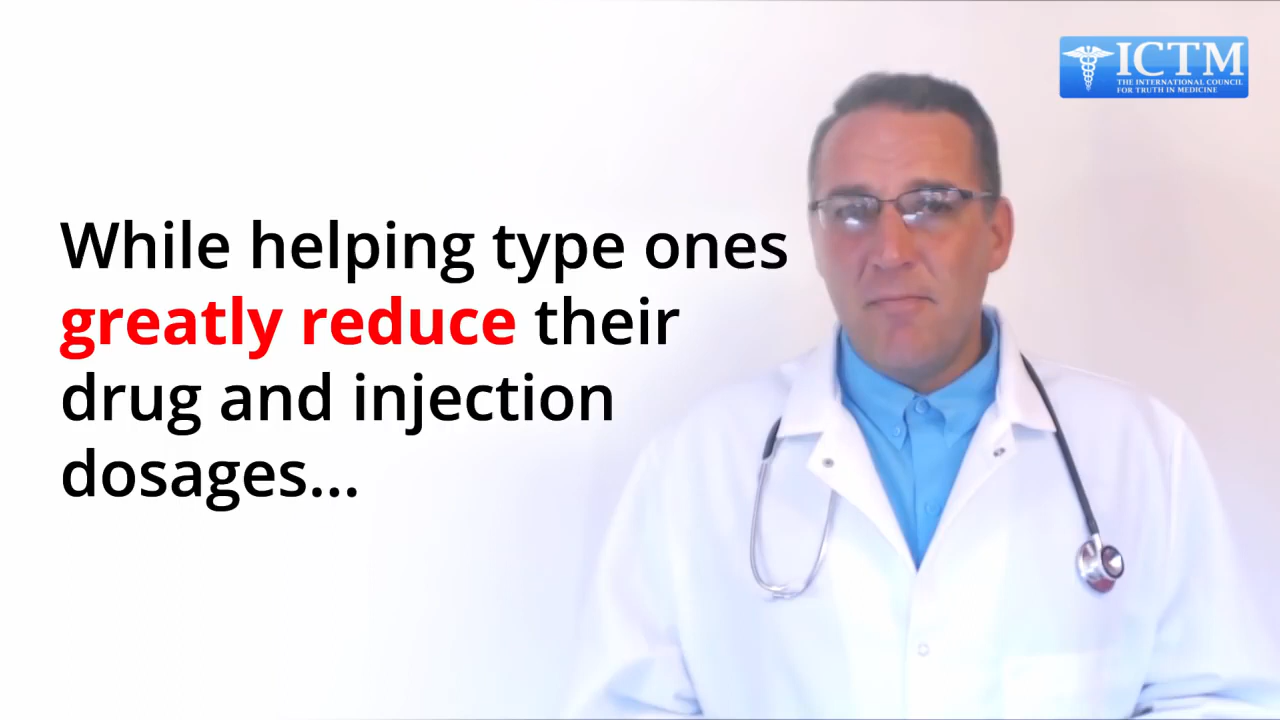 ICTM
THE INTERNATIONAL COUNCIL
FOR TRUTH IN MEDICINE
While helping type ones
greatly reduce their
drug and injection
dosages...